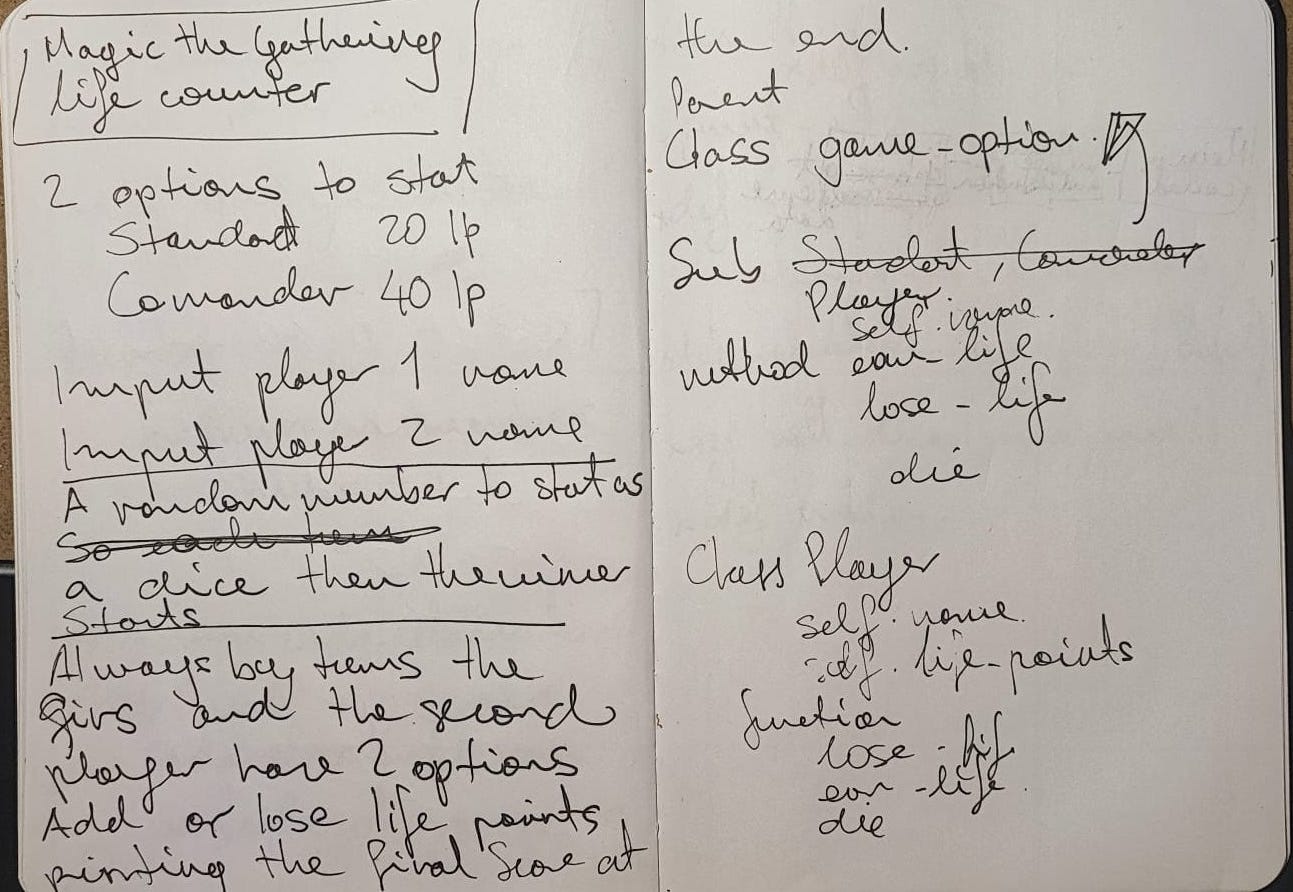 Magic the Gathering
life counter
2 options to stat
Standard 20 lp
Comander 40 lp
Imput player 1 name
Imput player 2 name
A random number to stat as
So each turn
a dice then the winer
Starts
Always by turns the
firs and the second
player have 2 options
Add or lose life points
printing the final score at
the end.
Parent
Class game-option.
Sub Standart, Comander
Player.
self.
method earn-life
lose-life
die
Class Player
self.name.
self.life-points
function
lose-lif
earn-life.
die